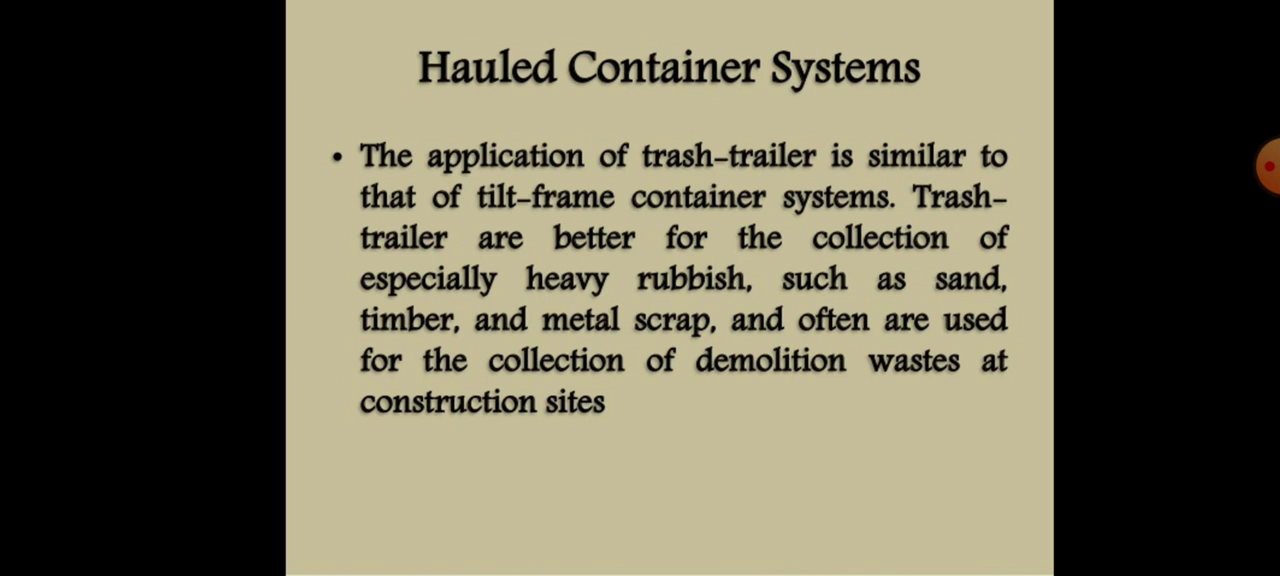 Hauled Container Systems
• The application of trash-trailer is similar to
that of tilt-frame container systems. Trash-
trailer are better for the collection of
especially heavy rubbish, such as sand,
timber, and metal scrap, and often are used
for the collection of demolition wastes at
construction sites